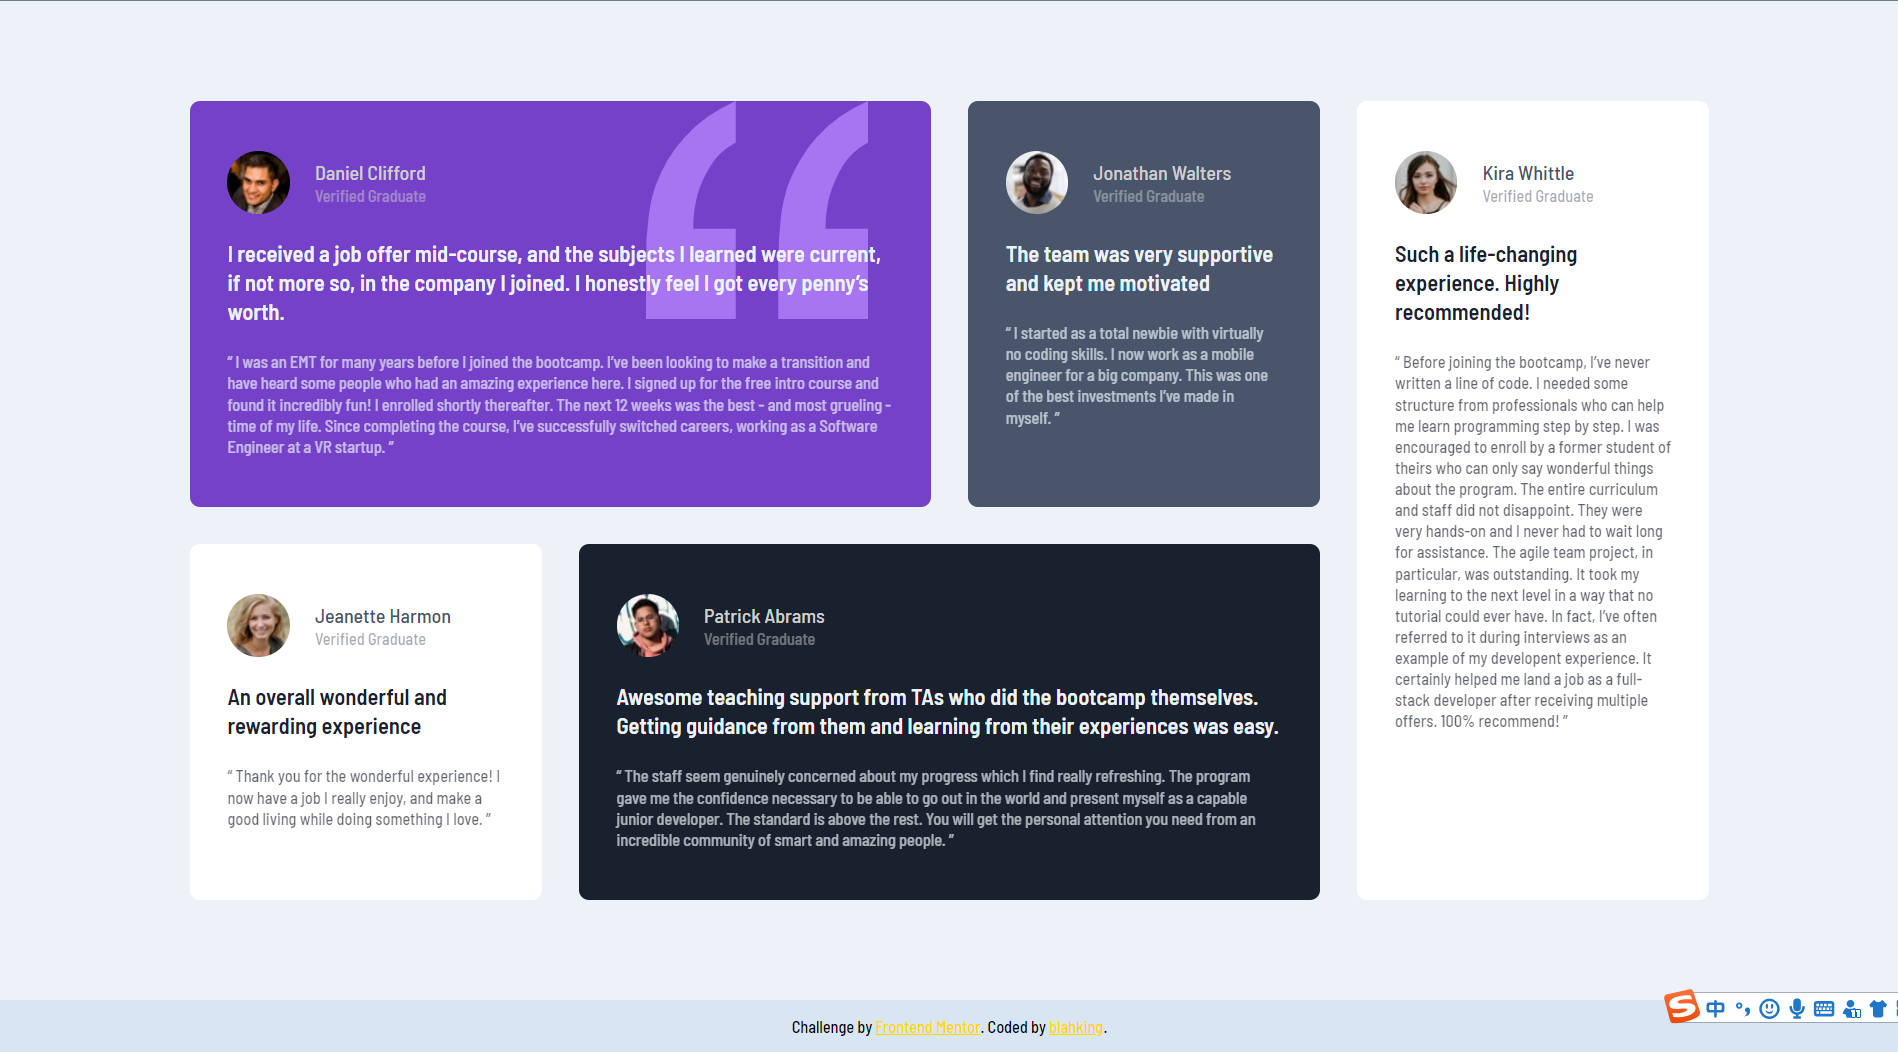 Daniel Clifford
Verified Graduate
I received a job offer mid-course, and the subjects I learned were current,
if not more so, in the company I joined. I honestly feel I got every penny’s
worth.
“ I was an EMT for many years before I joined the bootcamp. I’ve been looking to make a transition and
have heard some people who had an amazing experience here. I signed up for the free intro course and
found it incredibly fun! I enrolled shortly thereafter. The next 12 weeks was the best - and most grueling -
time of my life. Since completing the course, I’ve successfully switched careers, working as a Software
Engineer at a VR startup. ”
Jonathan Walters
Verified Graduate
The team was very supportive
and kept me motivated
“ I started as a total newbie with virtually
no coding skills. I now work as a mobile
engineer for a big company. This was one
of the best investments I’ve made in
myself. ”
Kira Whittle
Verified Graduate
Such a life-changing
experience. Highly
recommended!
“ Before joining the bootcamp, I’ve never
written a line of code. I needed some
structure from professionals who can help
me learn programming step by step. I was
encouraged to enroll by a former student of
theirs who can only say wonderful things
about the program. The entire curriculum
and staff did not disappoint. They were
very hands-on and I never had to wait long
for assistance. The agile team project, in
particular, was outstanding. It took my
learning to the next level in a way that no
tutorial could ever have. In fact, I’ve often
referred to it during interviews as an
example of my developent experience. It
certainly helped me land a job as a full-
stack developer after receiving multiple
offers. 100% recommend! ”
Jeanette Harmon
Verified Graduate
An overall wonderful and
rewarding experience
“ Thank you for the wonderful experience! I
now have a job I really enjoy, and make a
good living while doing something I love. ”
Patrick Abrams
Verified Graduate
Awesome teaching support from TAs who did the bootcamp themselves.
Getting guidance from them and learning from their experiences was easy.
“ The staff seem genuinely concerned about my progress which I find really refreshing. The program
gave me the confidence necessary to be able to go out in the world and present myself as a capable
junior developer. The standard is above the rest. You will get the personal attention you need from an
incredible community of smart and amazing people. ”
Challenge by Frontend Mentor. Coded by blahking.
S 中 °,